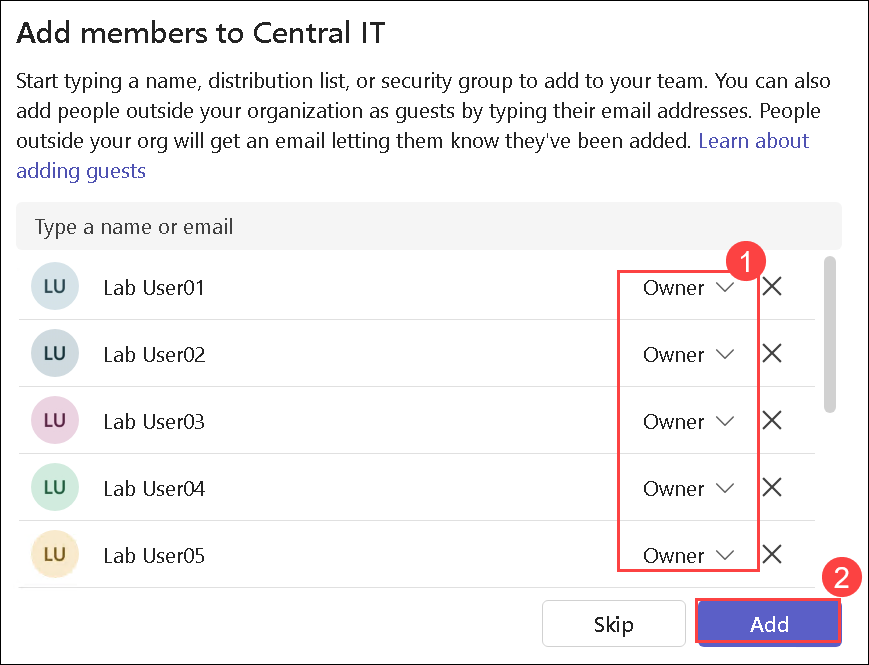 Add members to Central IT
Start typing a name, distribution list, or security group to add to your team. You can also
add people outside your organization as guests by typing their email addresses. People
outside your org will get an email letting them know they've been added. Learn about
adding guests
Type a name or email
1
LU Lab User01 Owner
LU Lab User02 Owner
LU Lab User03 Owner
LU Lab User04 Owner
LU Lab User05 Owner
2
Skip Add